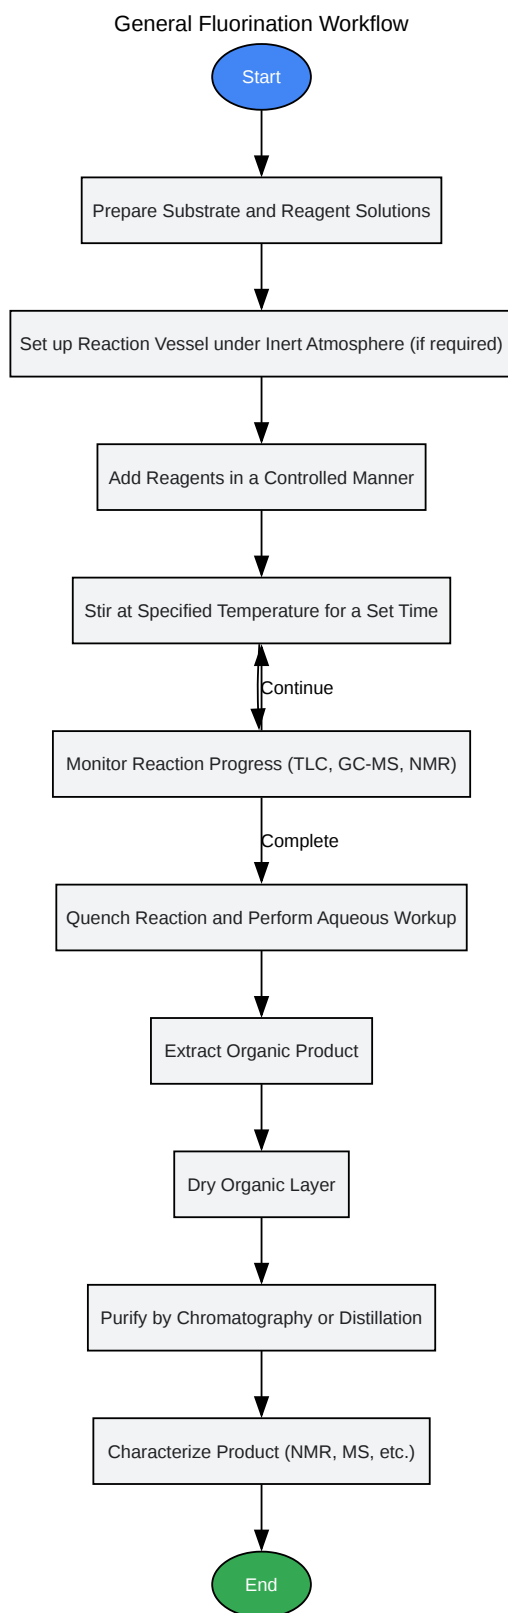 General Fluorination Workflow
Start
Prepare Substrate and Reagent Solutions
Set up Reaction Vessel under Inert Atmosphere (if required)
Add Reagents in a Controlled Manner
Stir at Specified Temperature for a Set Time
Continue
Monitor Reaction Progress (TLC, GC-MS, NMR)
Complete
Quench Reaction and Perform Aqueous Workup
Extract Organic Product
Dry Organic Layer
Purify by Chromatography or Distillation
Characterize Product (NMR, MS, etc.)
End